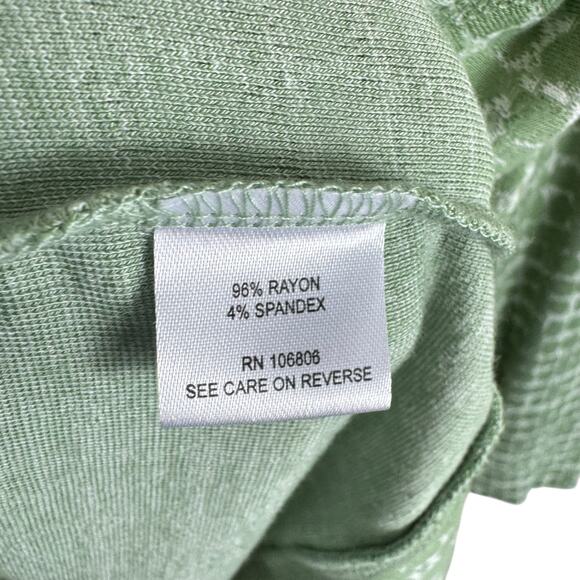 96% RAYON
4% SPANDEX
RN 106806
SEE CARE ON REVERSE